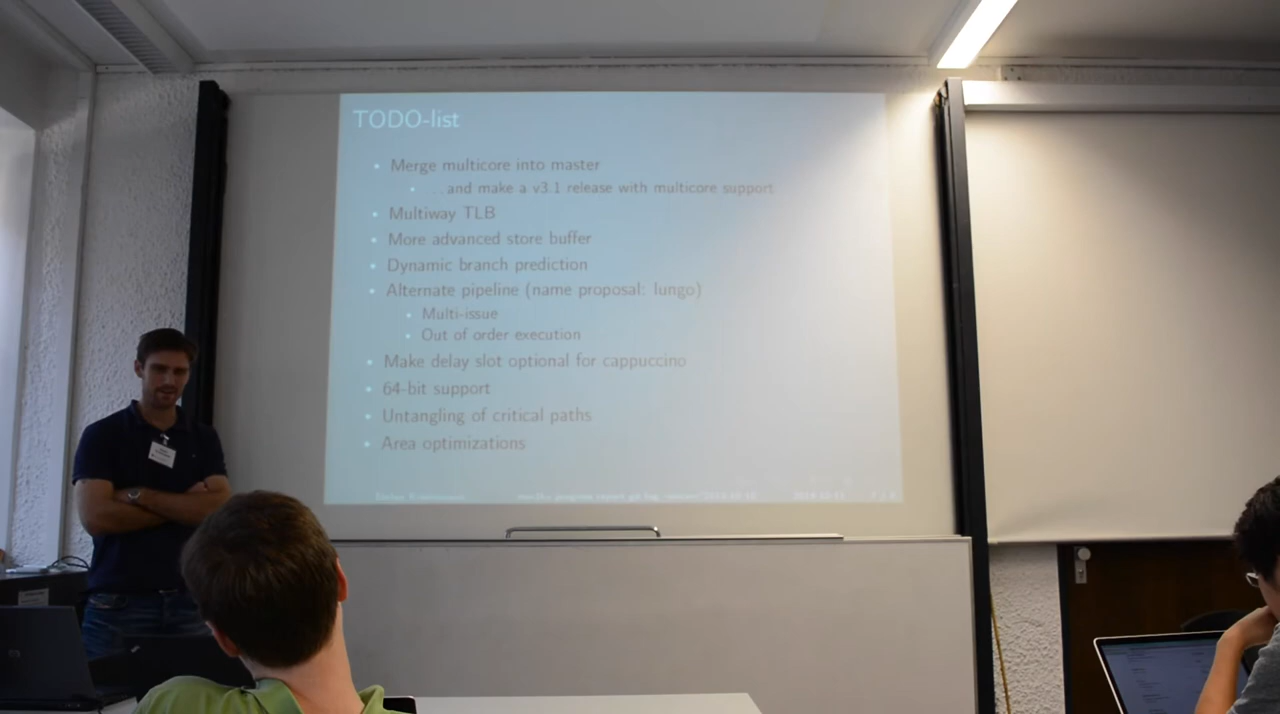 TODO-list
Merge multicore into master
...and make a v3.1 release with multicore support
Multiway TLB
More advanced store buffer
Dynamic branch prediction
Alternate pipeline (name proposal: lungo)
Multi-issue
Out of order execution
Make delay slot optional for cappuccino
64-bit support
Untangling of critical paths
Area optimizations